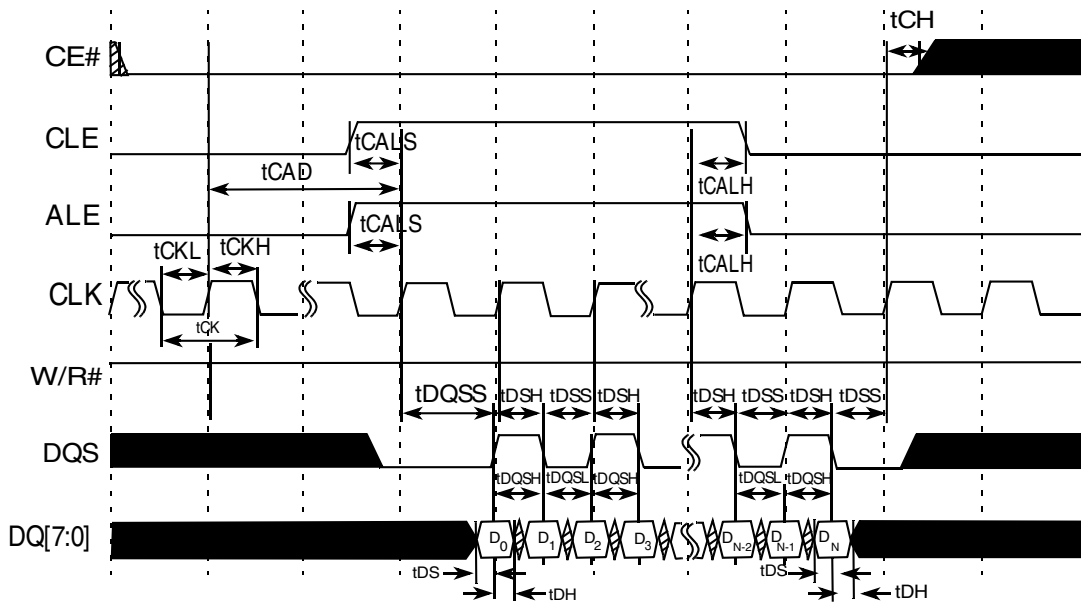 tCH
CE#
CLE
tCALS
tCAD
tCALH
ALE
tCALS
tCKL
tCKH
tCALH
CLK
tCK
W/R#
tDQSS
tDSH
tDSS
tDSH
tDSH
tDSS
tDSH
tDSS
DQS
tDQSH
tDQSL
tDQSH
tDQSL
tDQSH
DQ[7:0]
D0
D1
D2
D3
DN-2
DN-1
DN
tDS
tDS
tDH
tDH